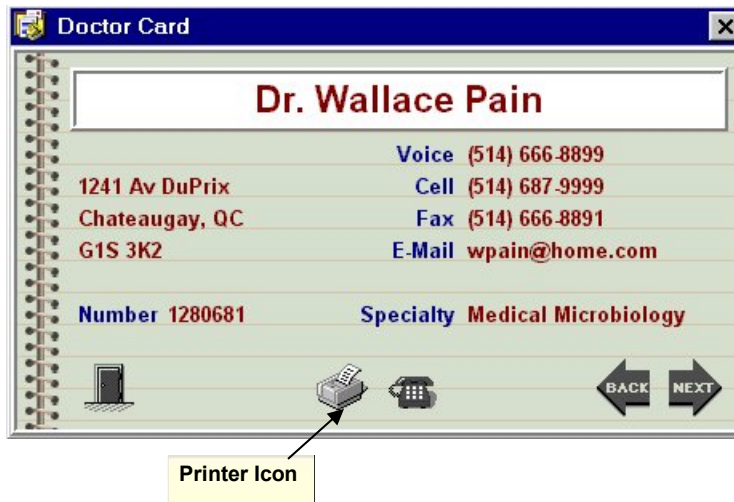 Doctor Card
Dr. Wallace Pain
Voice (514) 666-8899
1241 Av DuPrix Cell (514) 687-9999
Chateaugay, QC Fax (514) 666-8891
G1S 3K2 E-Mail wpain@home.com
Number 1280681 Specialty Medical Microbiology
BACK NEXT
Printer Icon